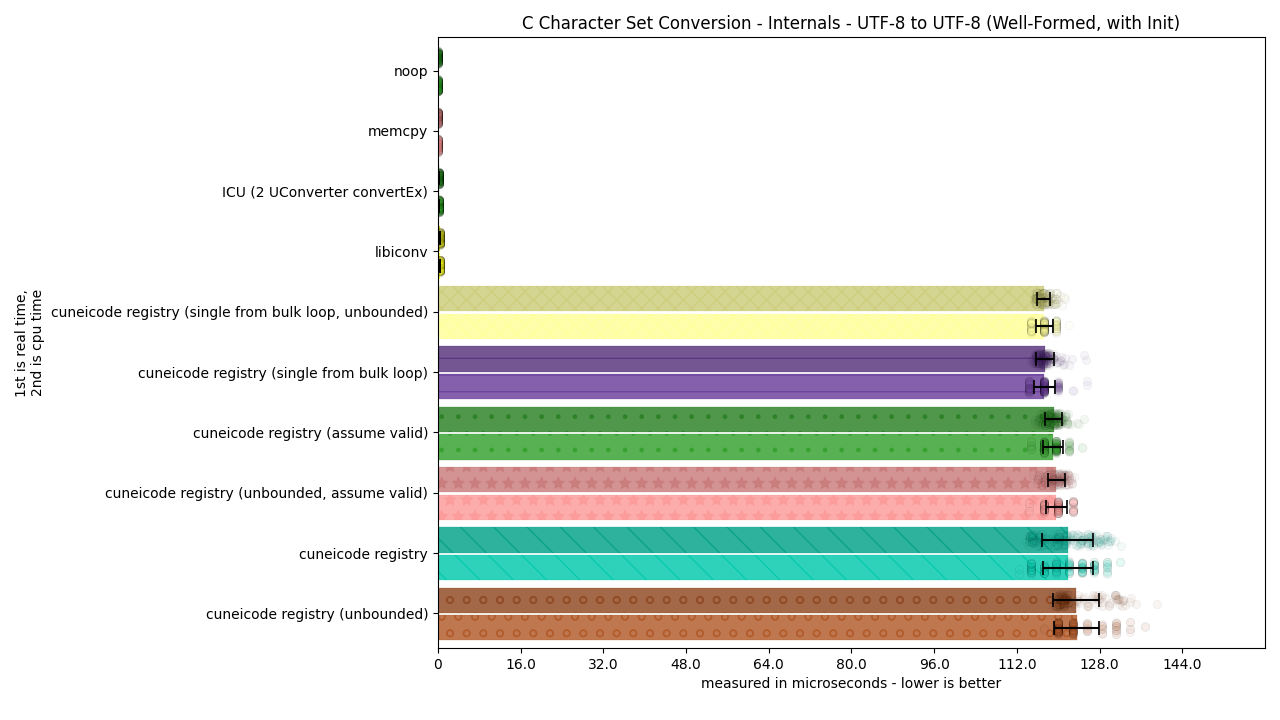 C Character Set Conversion - Internals - UTF-8 to UTF-8 (Well-Formed, with Init)
1st is real time,
2nd is cpu time
noop
memcpy
ICU (2 UConverter convertEx)
libiconv
cuneicode registry (single from bulk loop, unbounded)
cuneicode registry (single from bulk loop)
cuneicode registry (assume valid)
cuneicode registry (unbounded, assume valid)
cuneicode registry
cuneicode registry (unbounded)
0 16.0 32.0 48.0 64.0 80.0 96.0 112.0 128.0 144.0
measured in microseconds - lower is better